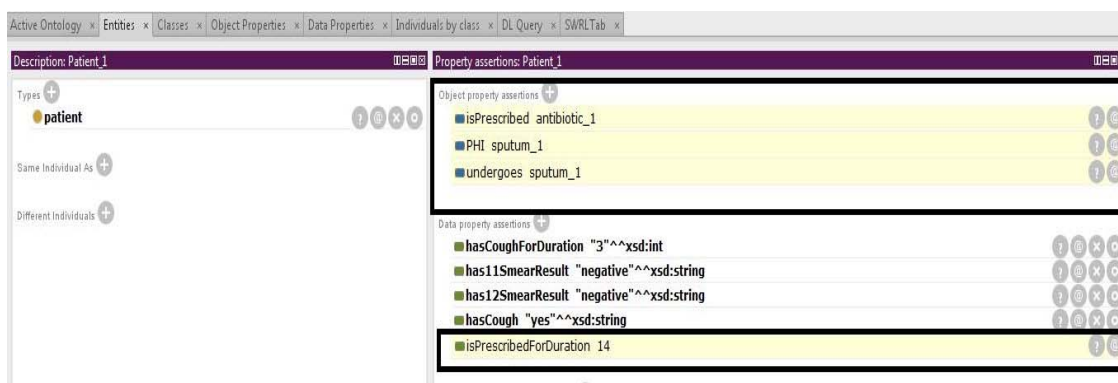 Active Ontology × Entities × Classes × Object Properties × Data Properties × Individuals by class × DL Query × SWRLTab ×
Description: Patient_1
Types
patient
Same Individual As
Different Individuals
Property assertions: Patient_1
Object property assertions
isPrescribed antibiotic_1
PHI sputum_1
undergoes sputum_1
Data property assertions
hasCoughForDuration "3"^^xsd:int
has11SmearResult "negative"^^xsd:string
has12SmearResult "negative"^^xsd:string
hasCough "yes"^^xsd:string
isPrescribedForDuration 14